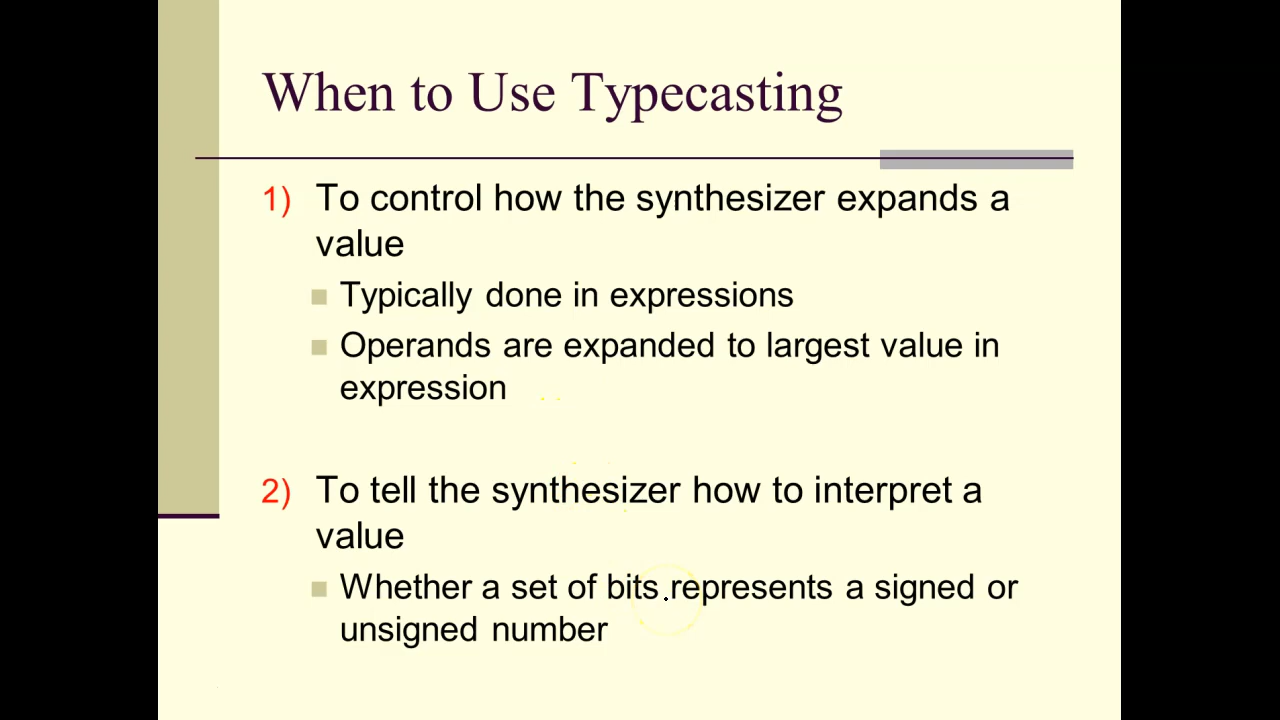 When to Use Typecasting
1) To control how the synthesizer expands a
value
Typically done in expressions
Operands are expanded to largest value in
expression
2) To tell the synthesizer how to interpret a
value
Whether a set of bits represents a signed or
unsigned number